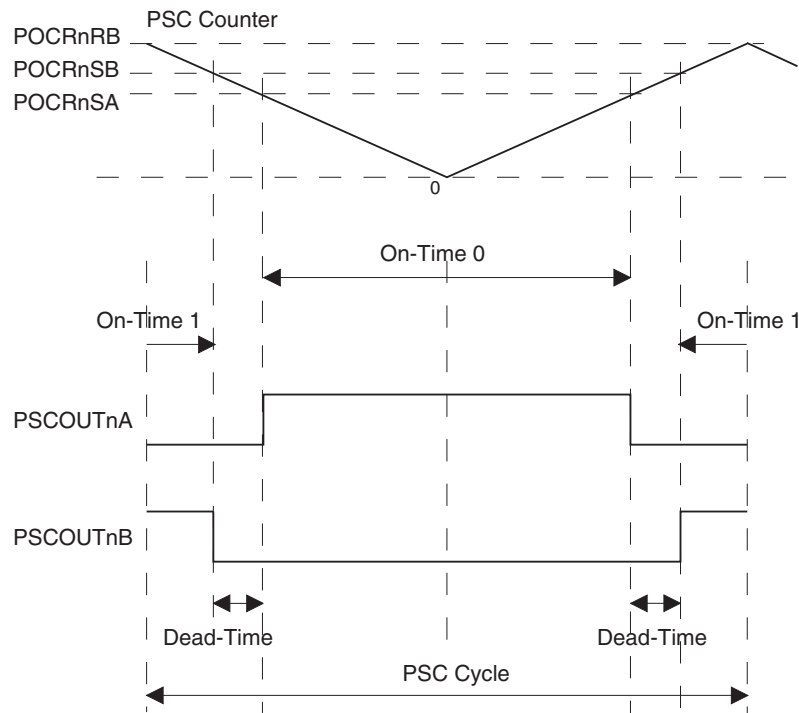 PSC Counter
POCRnRB
POCRnSB
POCRnSA
0
On-Time 0
On-Time 1
On-Time 1
PSCOUTnA
PSCOUTnB
Dead-Time
Dead-Time
PSC Cycle